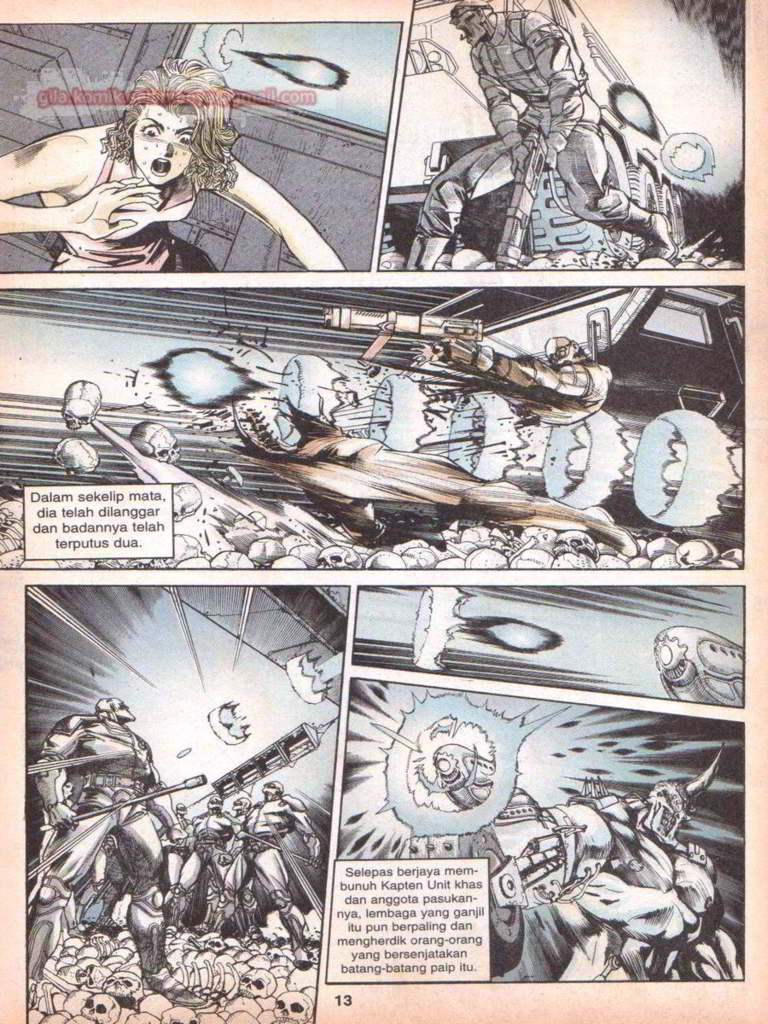 Dalam sekelip mata,
dia telah dilanggar
dan badannya telah
terputus dua.
Selepas berjaya mem-
bunuh Kapten Unit khas
dan anggota pasukan-
nya, lembaga yang ganjil
itu pun berpaling dan
mengherdik orang-orang
yang bersenjatakan
batang-batang paip itu.
13